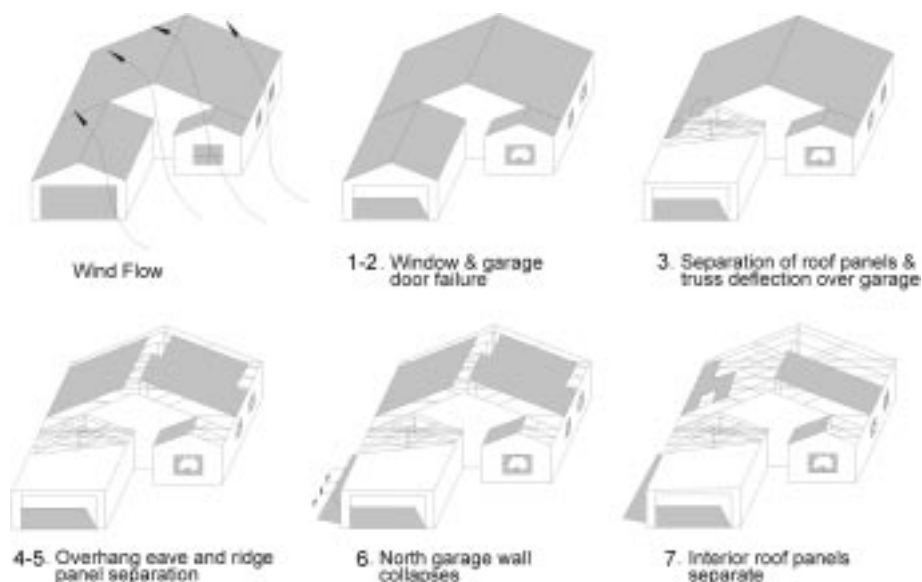 Wind Flow
1-2. Window & garage
door failure
3. Separation of roof panels &
truss deflection over garage
4-5. Overhang eave and ridge
panel separation
6. North garage wall
collapses
7. Interior roof panels
separate